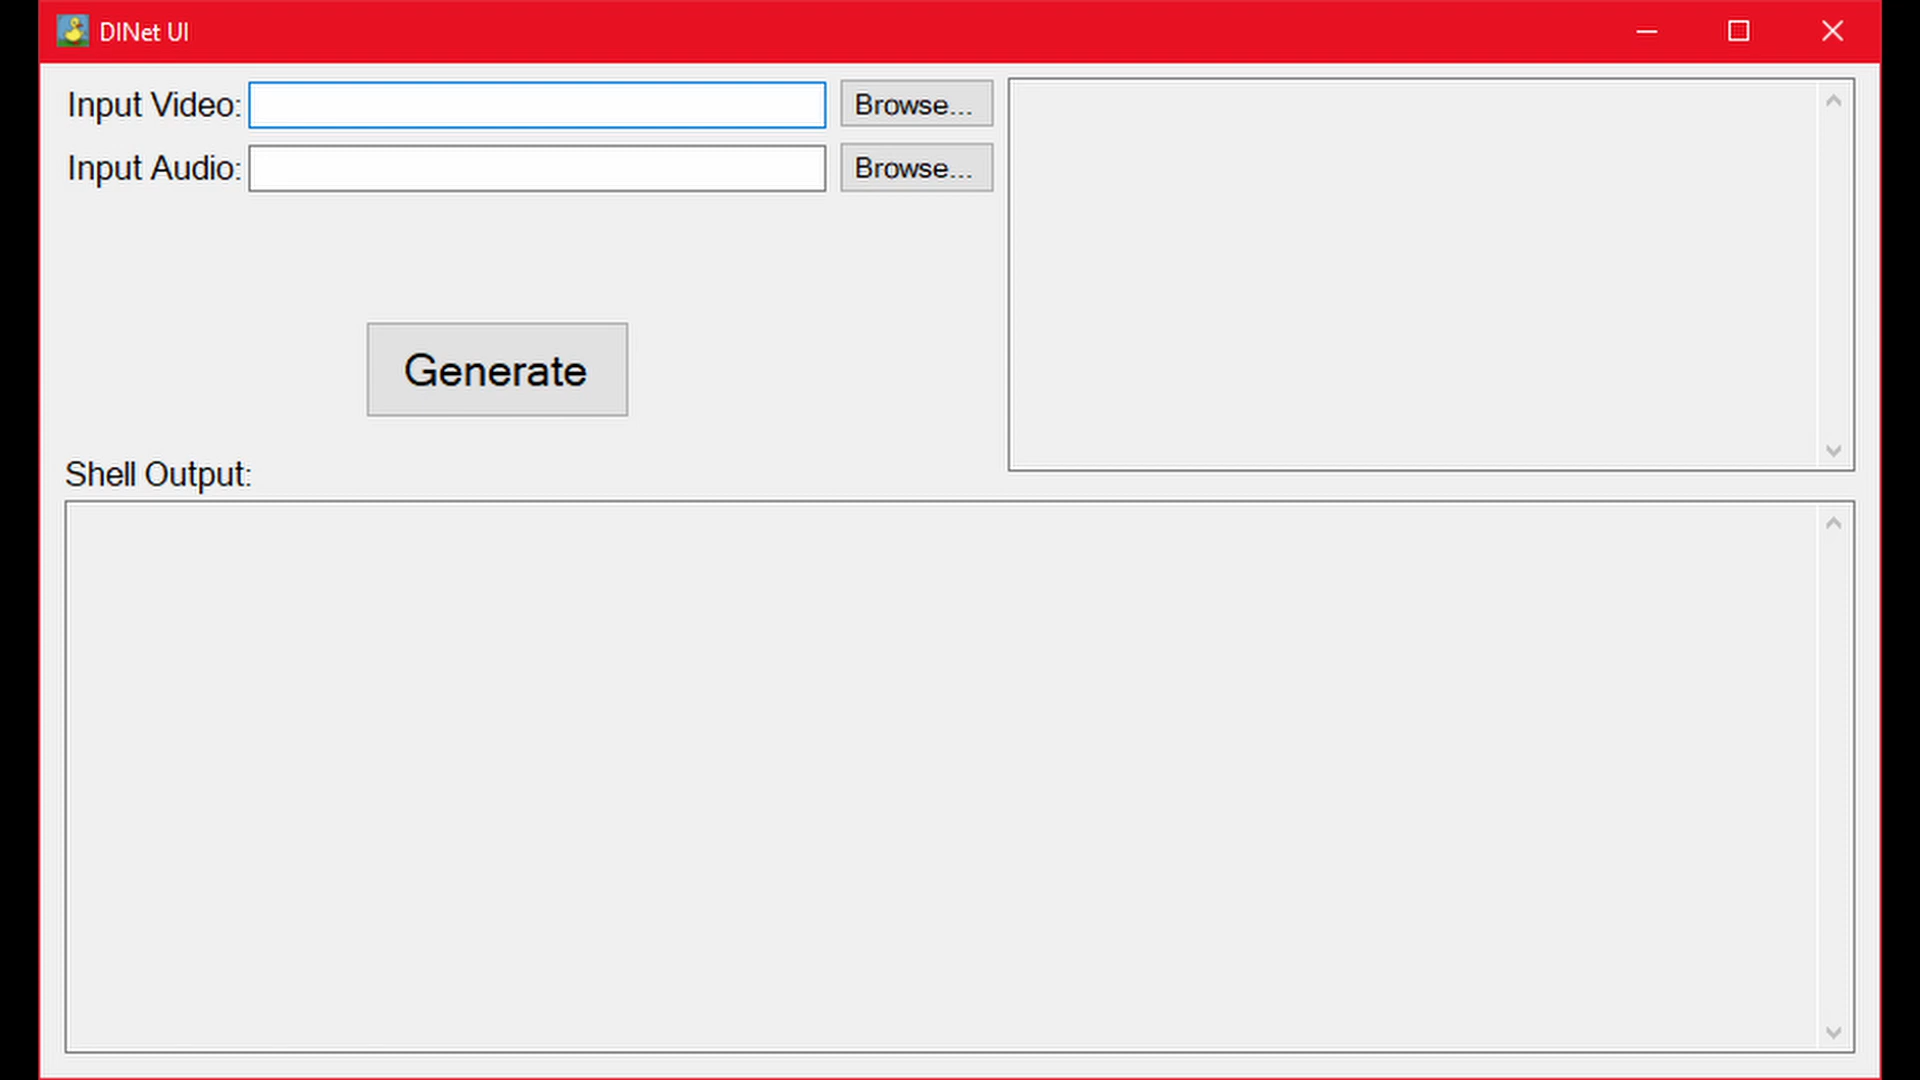 DINet UI
Input Video:
Browse...
Input Audio:
Browse...
Generate
Shell Output: